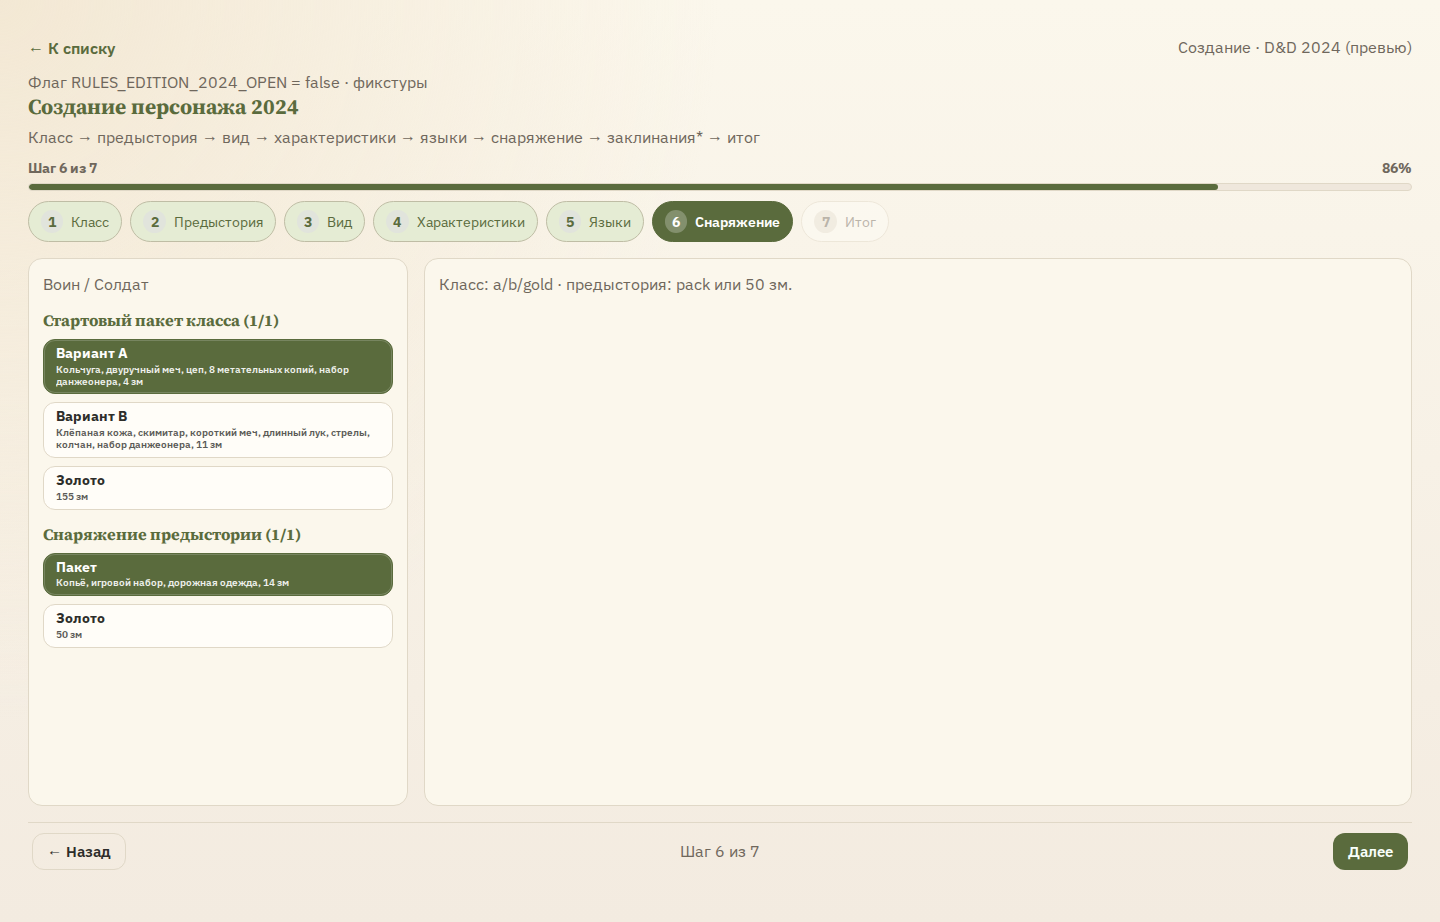 ← К списку
Создание · D&D 2024 (превью)
Флаг RULES_EDITION_2024_OPEN = false · фикстуры
Создание персонажа 2024
Класс → предыстория → вид → характеристики → языки → снаряжение → заклинания* → итог
Шаг 6 из 7
86%
1 Класс
2 Предыстория
3 Вид
4 Характеристики
5 Языки
6 Снаряжение
7 Итог
Воин / Солдат
Стартовый пакет класса (1/1)
Вариант A
Кольчуга, двуручный меч, цеп, 8 метательных копий, набор
данжеонера, 4 зм
Вариант B
Клёпаная кожа, скимитар, короткий меч, длинный лук, стрелы,
колчан, набор данжеонера, 11 зм
Золото
155 зм
Снаряжение предыстории (1/1)
Пакет
Копьё, игровой набор, дорожная одежда, 14 зм
Золото
50 зм
Класс: a/b/gold · предыстория: pack или 50 зм.
← Назад
Шаг 6 из 7
Далее